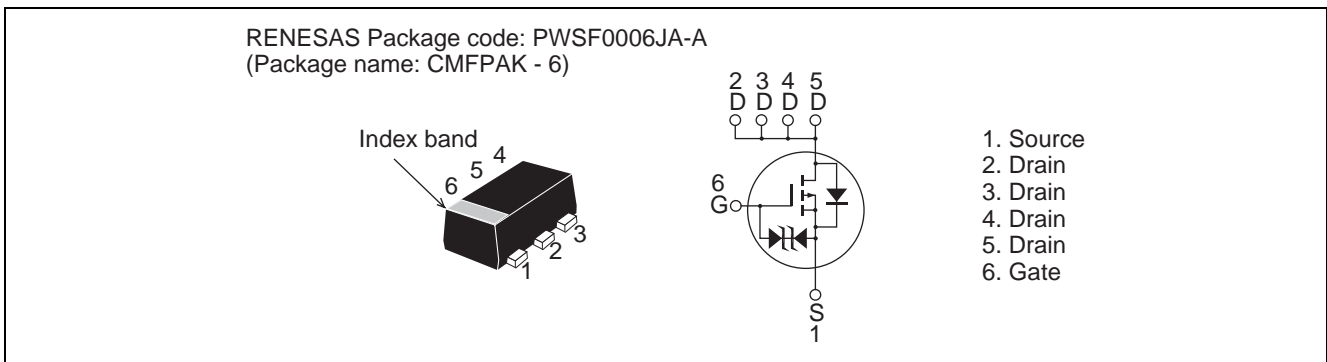 RENESAS Package code: PWSF0006JA-A
(Package name: CMFPAK - 6)
Index band
6
5
4
1
2
3
2 3 4 5
D D D D
6
G
S
1
1. Source
2. Drain
3. Drain
4. Drain
5. Drain
6. Gate